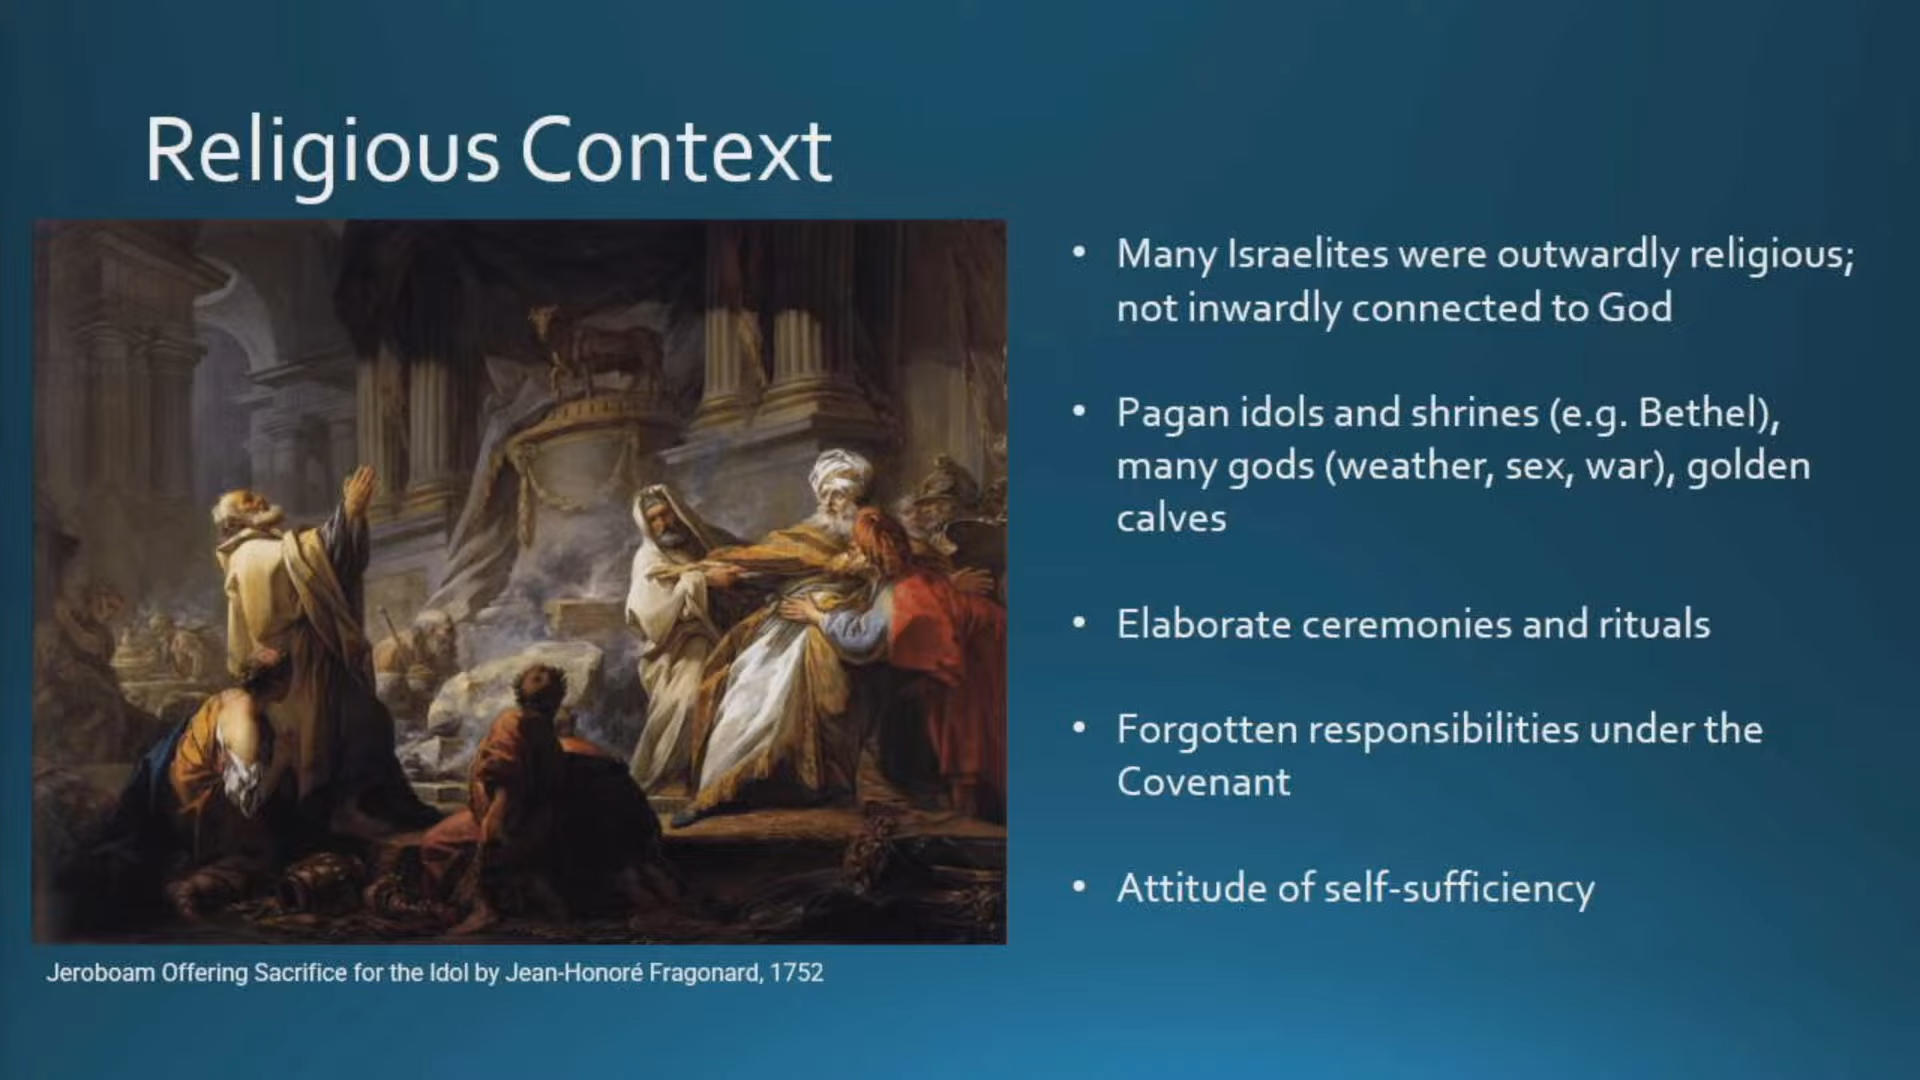 Religious Context
• Many Israelites were outwardly religious;
not inwardly connected to God
• Pagan idols and shrines (e.g. Bethel),
many gods (weather, sex, war), golden
calves
• Elaborate ceremonies and rituals
• Forgotten responsibilities under the
Covenant
• Attitude of self-sufficiency
Jeroboam Offering Sacrifice for the Idol by Jean-Honoré Fragonard, 1752